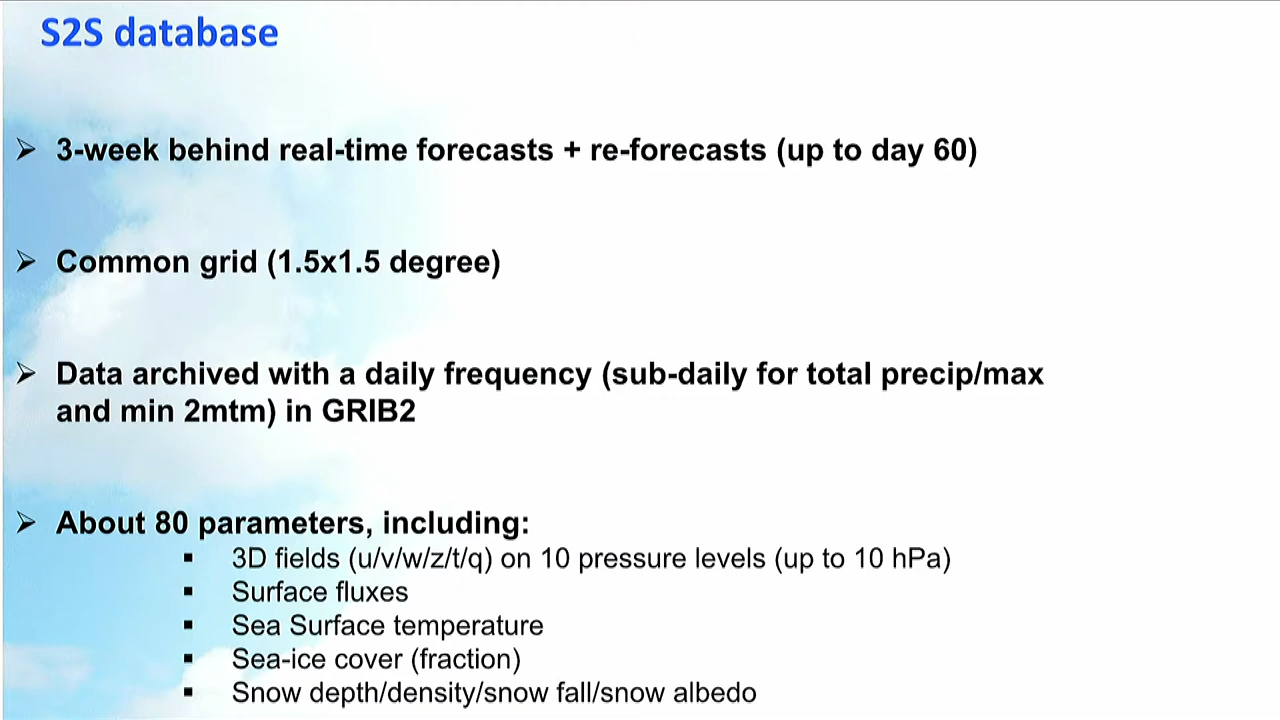 S2S database
➢ 3-week behind real-time forecasts + re-forecasts (up to day 60)
➢ Common grid (1.5x1.5 degree)
➢ Data archived with a daily frequency (sub-daily for total precip/max
and min 2mtm) in GRIB2
➢ About 80 parameters, including:
▪ 3D fields (u/v/w/z/t/q) on 10 pressure levels (up to 10 hPa)
▪ Surface fluxes
▪ Sea Surface temperature
▪ Sea-ice cover (fraction)
▪ Snow depth/density/snow fall/snow albedo